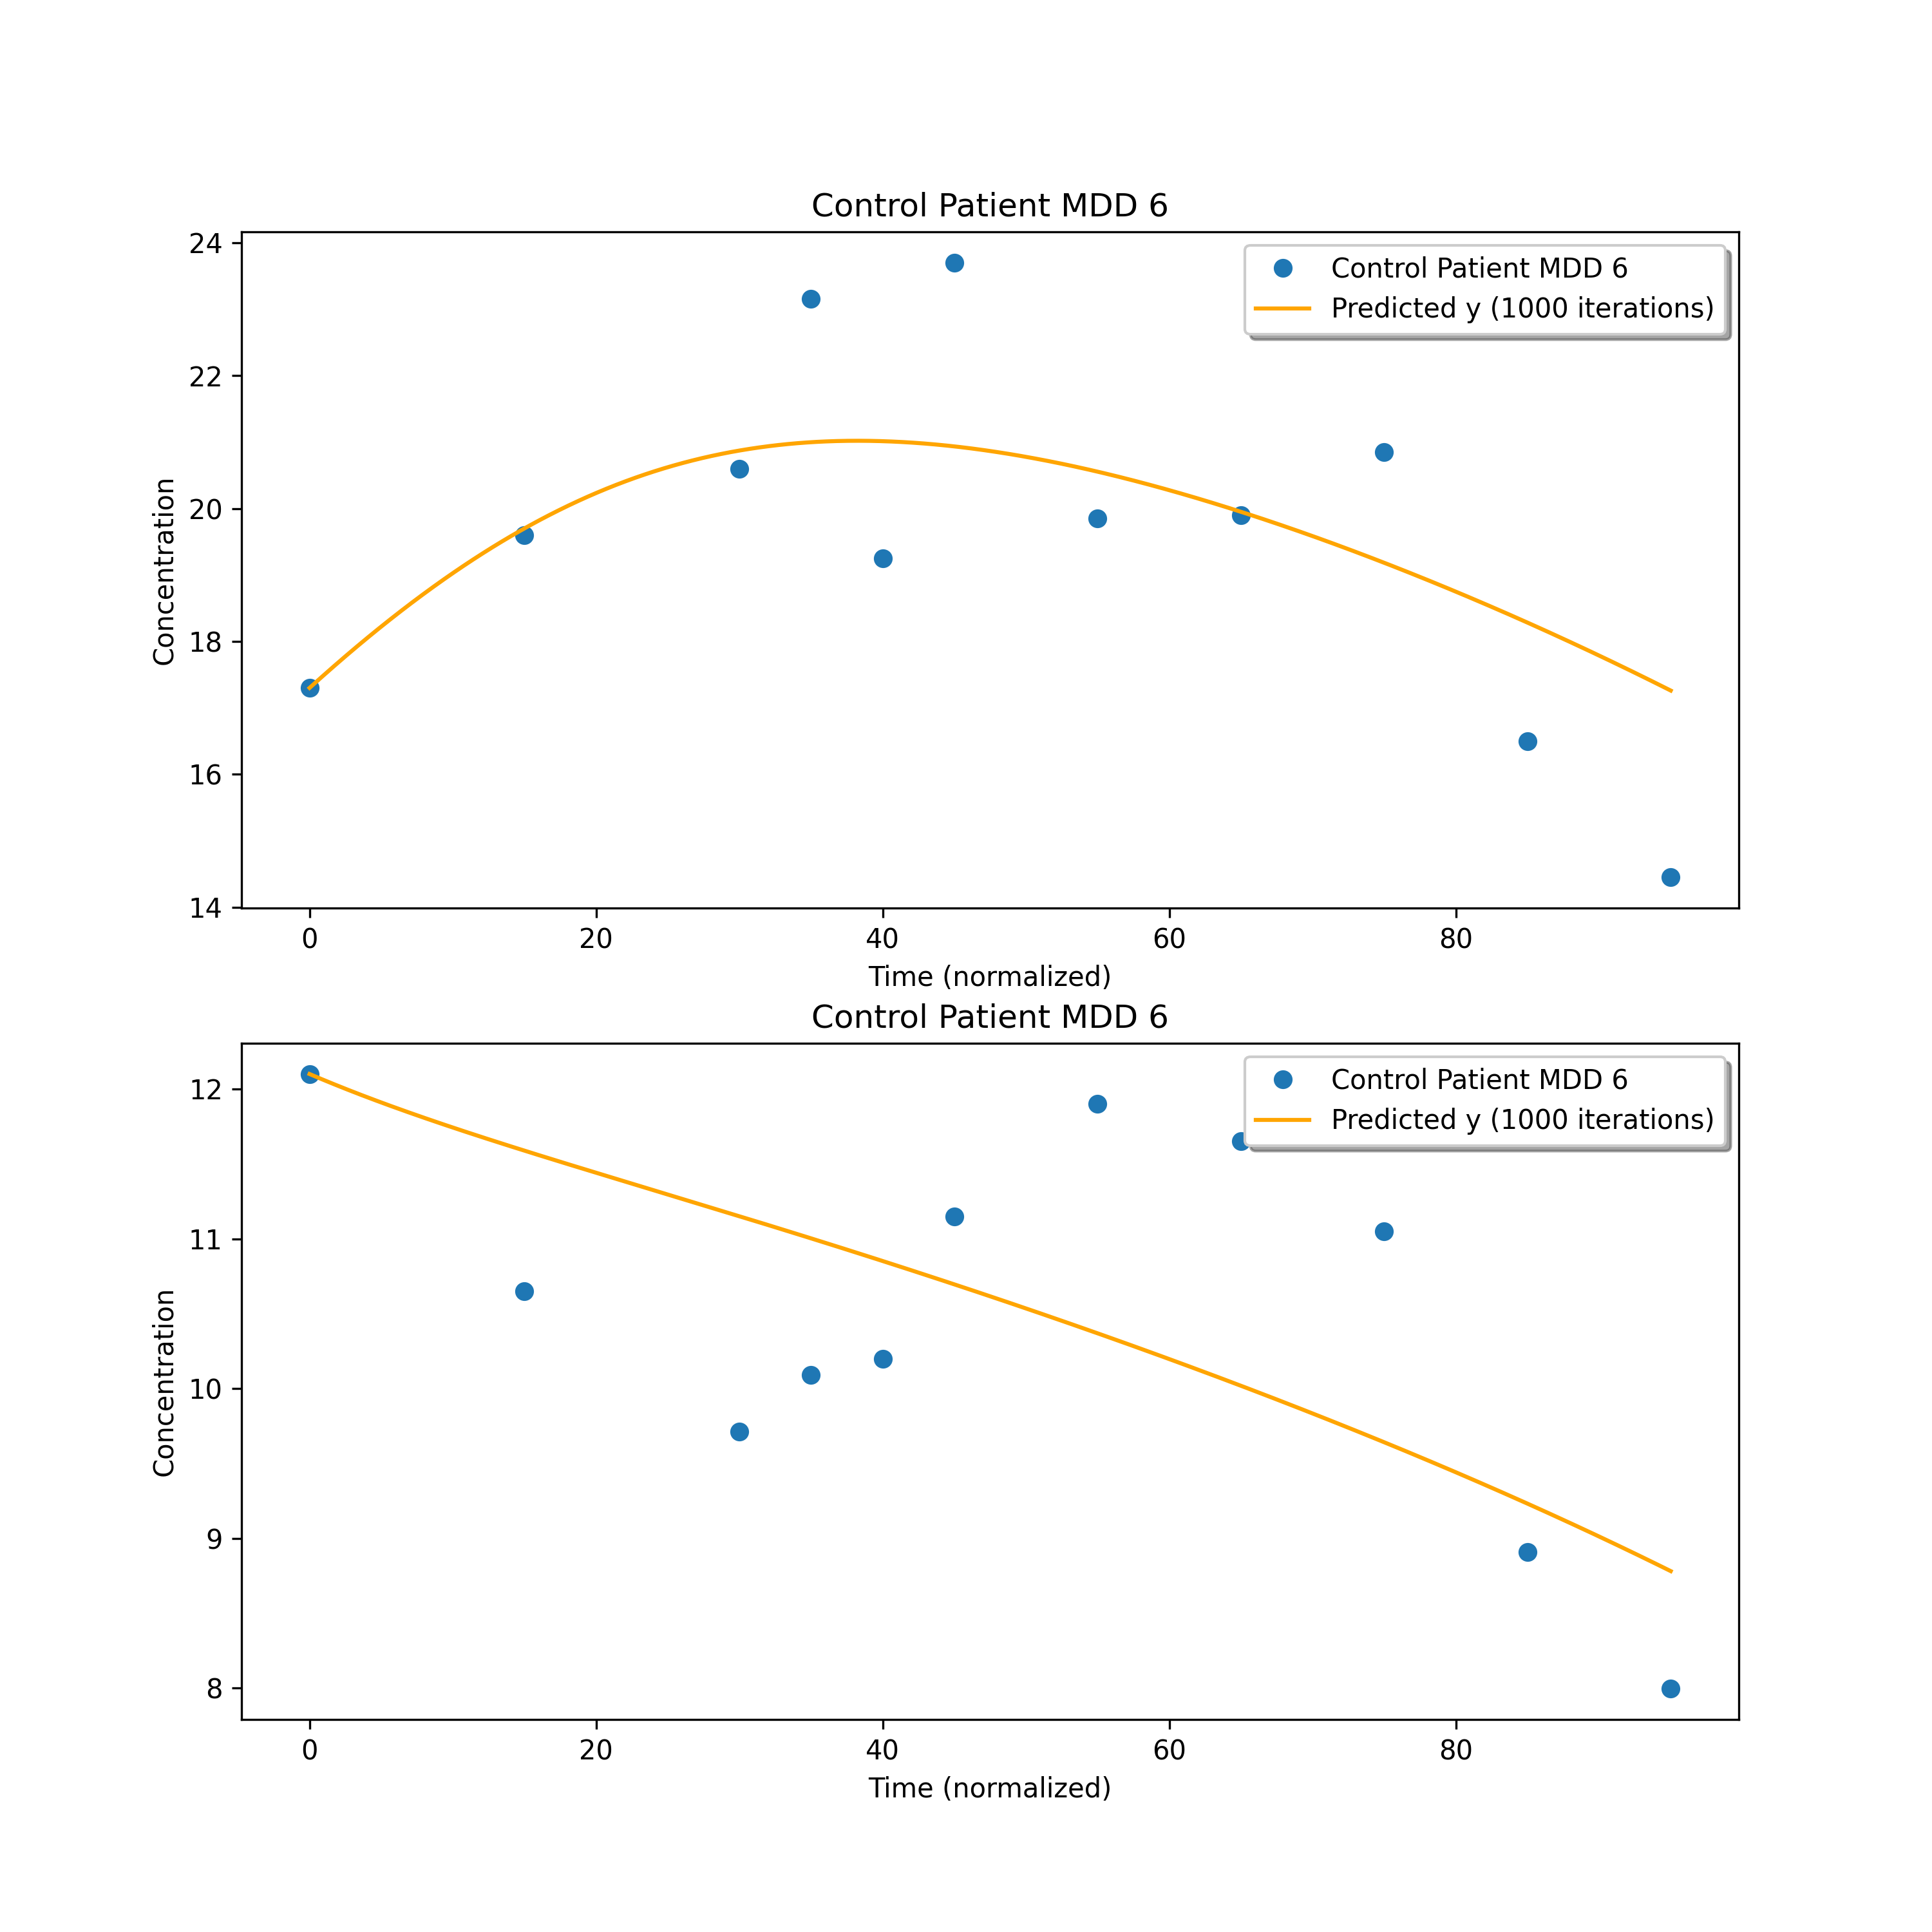 Control Patient MDD 6
24
22
20
18
16
14
Concentration
Control Patient MDD 6
Predicted y (1000 iterations)
0 20 40 60 80
Time (normalized)
Control Patient MDD 6
12
11
10
9
8
Concentration
Control Patient MDD 6
Predicted y (1000 iterations)
0 20 40 60 80
Time (normalized)